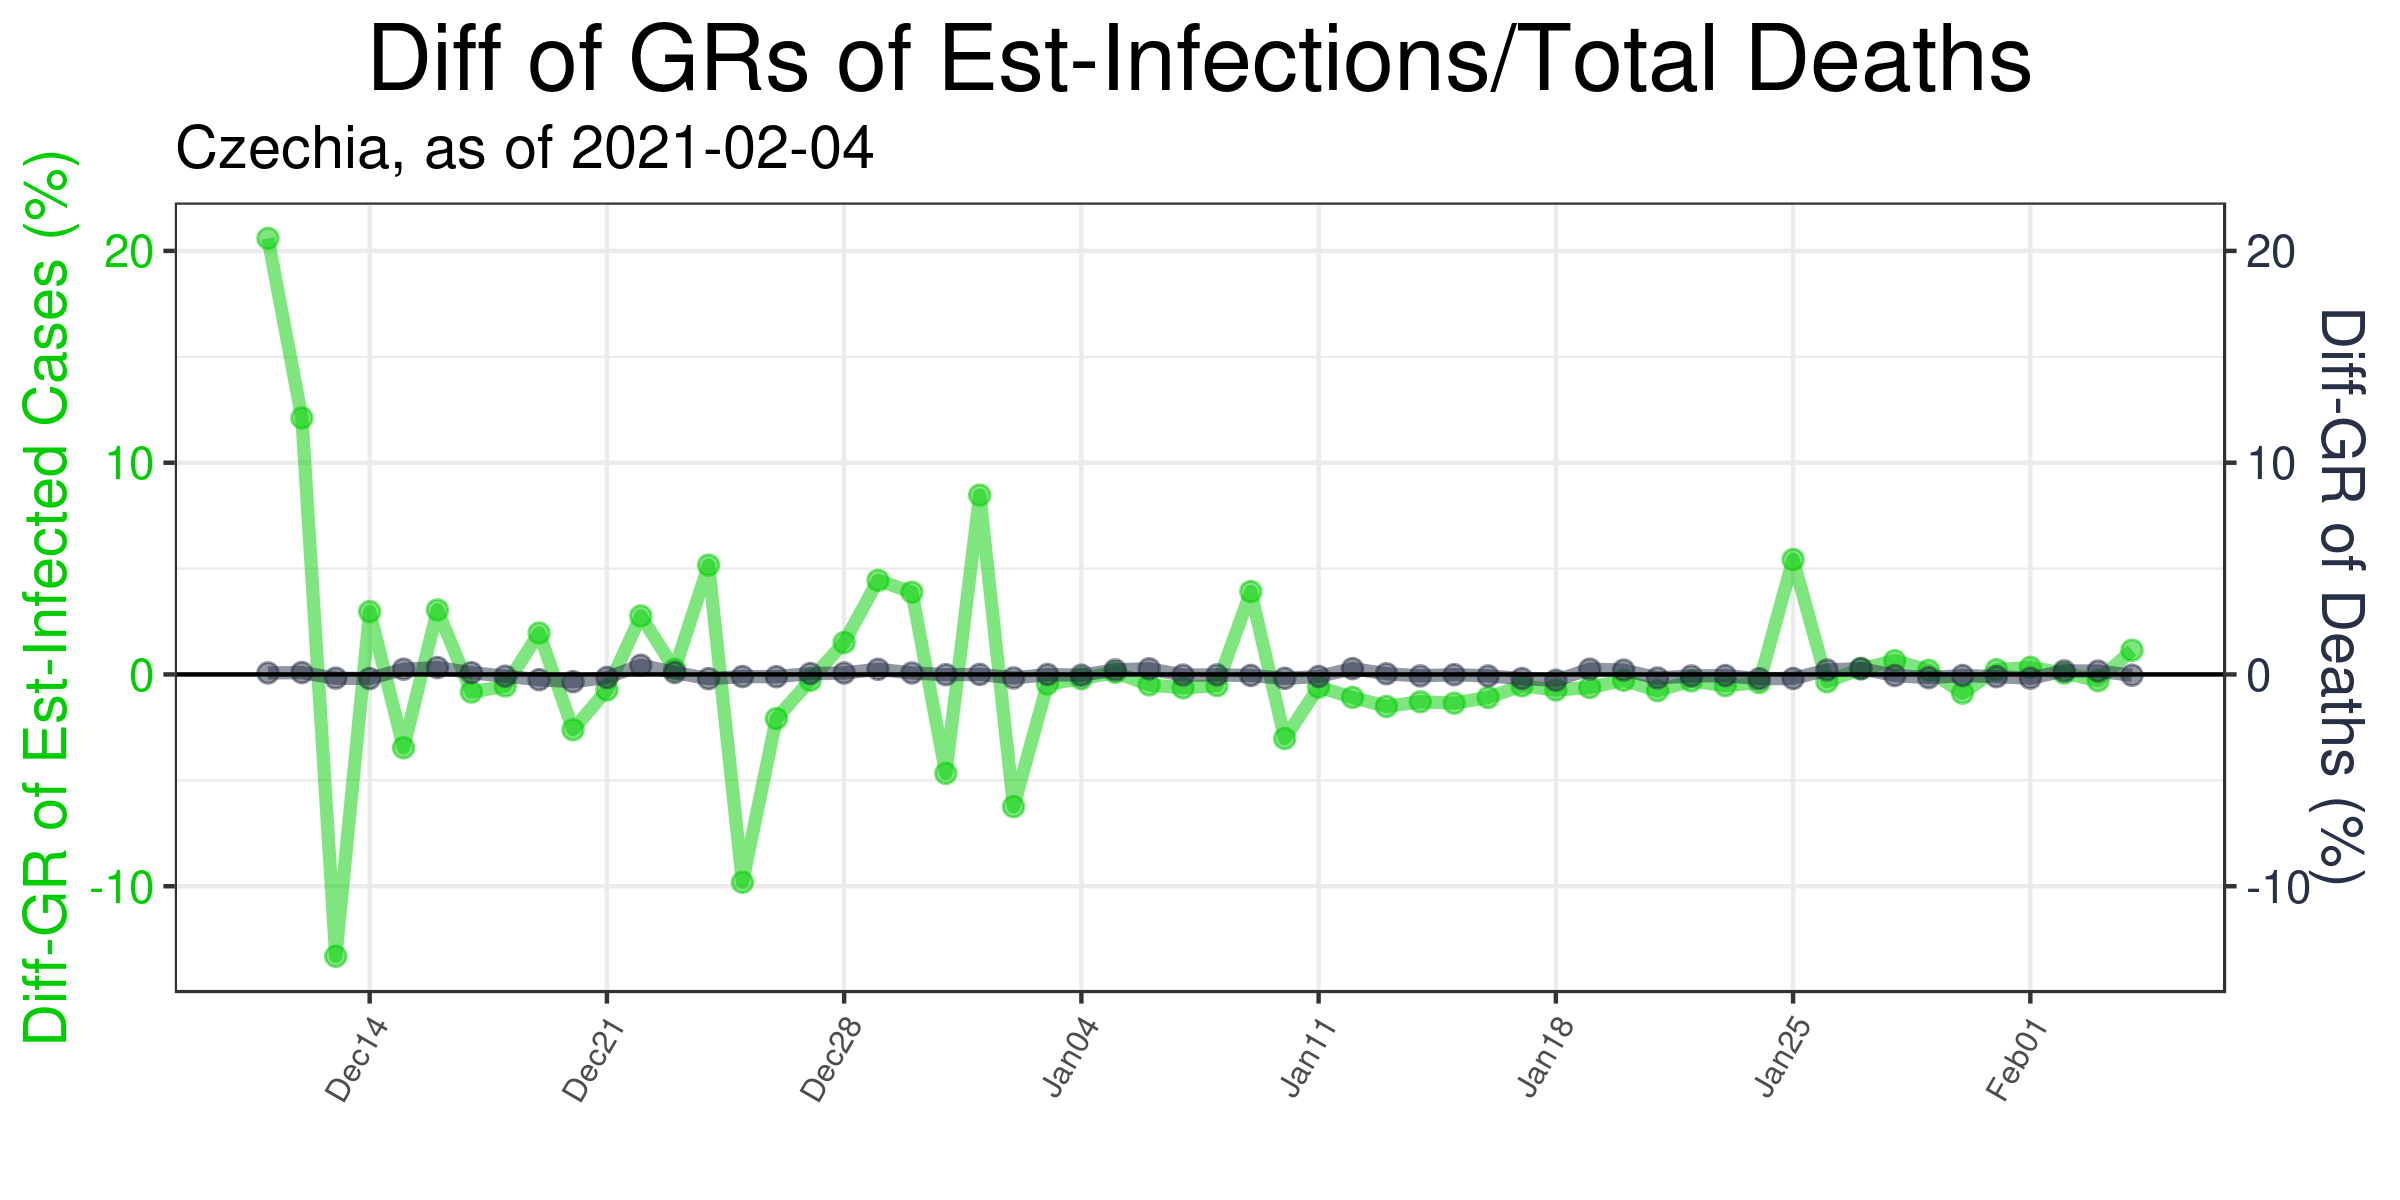 Diff of GRs of Est-Infections/Total Deaths
Czechia, as of 2021-02-04
Diff-GR of Est-Infected Cases (%)
20
10
0
-10
20
10
0
-10
Diff-GR of Deaths (%)
Dec14
Dec21
Dec28
Jan04
Jan11
Jan18
Jan25
Feb01